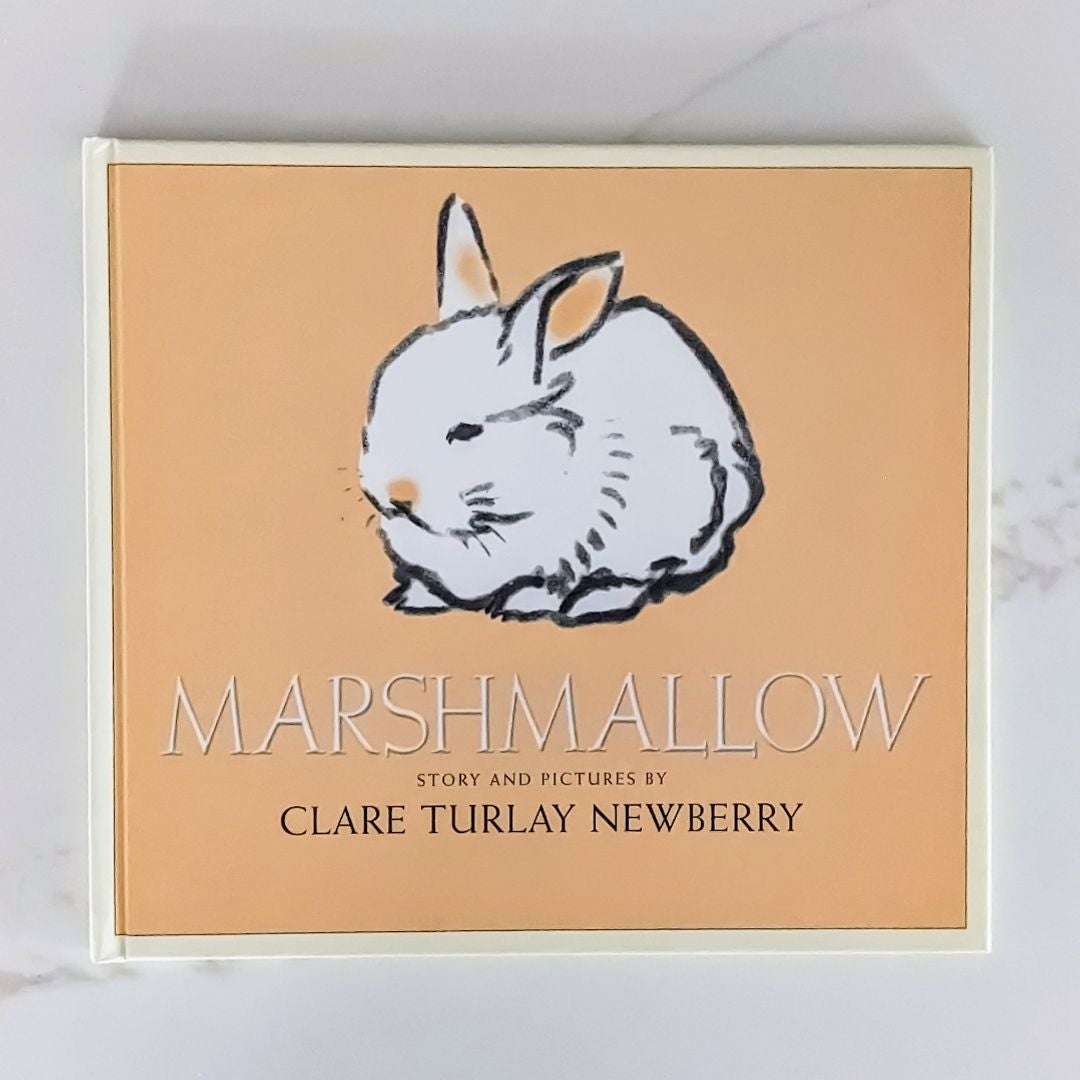 MARSHMALLOW
STORY AND PICTURES BY
CLARE TURLAY NEWBERRY